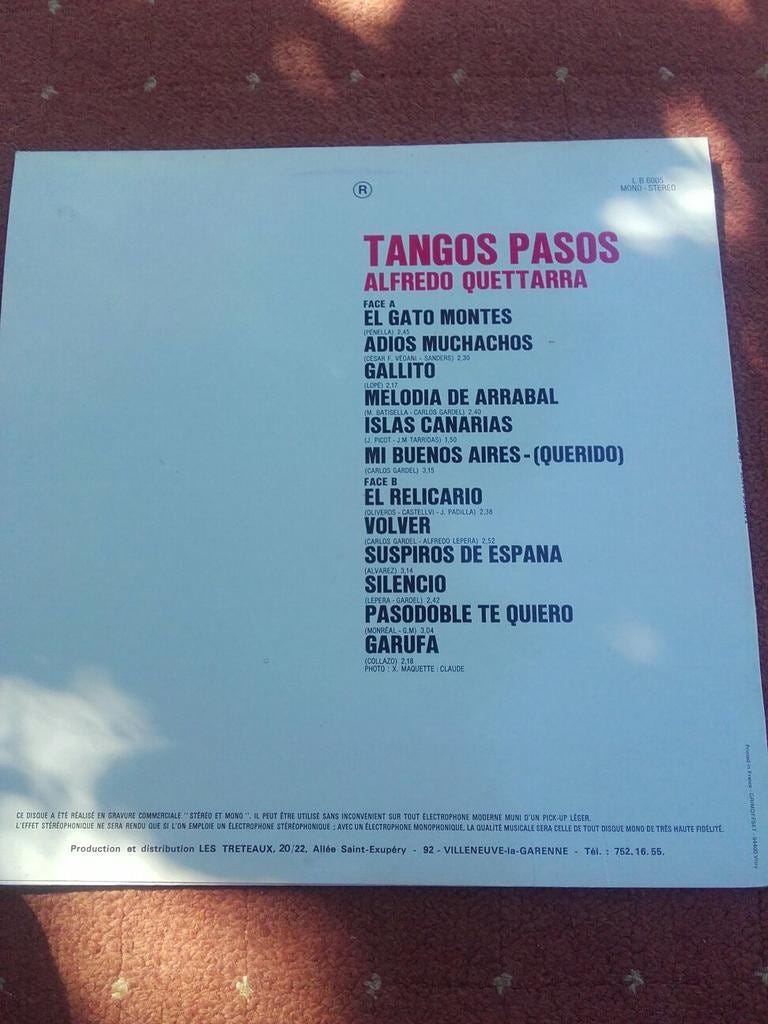 R
L B 6005
MONO - STEREO
TANGOS PASOS
ALFREDO QUETTARRA
FACE A
EL GATO MONTES
(PENELLA) 2,45
ADIOS MUCHACHOS
(CESAR F. VEDANI - SANDERS) 2,30
GALLITO
(LOPE) 2,17
MELODIA DE ARRABAL
(M. BATISELLA - CARLOS GARDEL) 2,40
ISLAS CANARIAS
(J. PICOT - J.M TARRIDAS) 1,50
MI BUENOS AIRES - (QUERIDO)
(CARLOS GARDEL) 3,15
FACE B
EL RELICARIO
(OLIVEROS - CASTELLVI - J. PADILLA) 2,38
VOLVER
(CARLOS GARDEL - ALFREDO LEPERA) 2,52
SUSPIROS DE ESPANA
(ALVAREZ) 3,14
SILENCIO
(LEPERA - GARDEL) 2,42
PASODOBLE TE QUIERO
(MONRÉAL - G.M) 3,04
GARUFA
(COLLAZO) 2,18
PHOTO : X. MAQUETTE : CLAUDE
CE DISQUE A ÉTÉ RÉALISÉ EN GRAVURE COMMERCIALE "STÉRÉO ET MONO". IL PEUT ÊTRE UTILISÉ SANS INCONVENIENT SUR TOUT ÉLECTROPHONE MODERNE MUNI D'UN PICK-UP LÉGER.
L'EFFET STÉRÉOPHONIQUE NE SERA RENDU QUE SI L'ON EMPLOIE UN ÉLECTROPHONE STÉRÉOPHONIQUE ; AVEC UN ÉLECTROPHONE MONOPHONIQUE, LA QUALITÉ MUSICALE SERA CELLE DE TOUT DISQUE MONO DE TRÈS HAUTE FIDÉLITÉ.
Production et distribution LES TRETEAUX, 20/22, Allée Saint-Exupéry - 92 - VILLENEUVE-la-GARENNE - Tél. : 752.16.55.
Printed in France